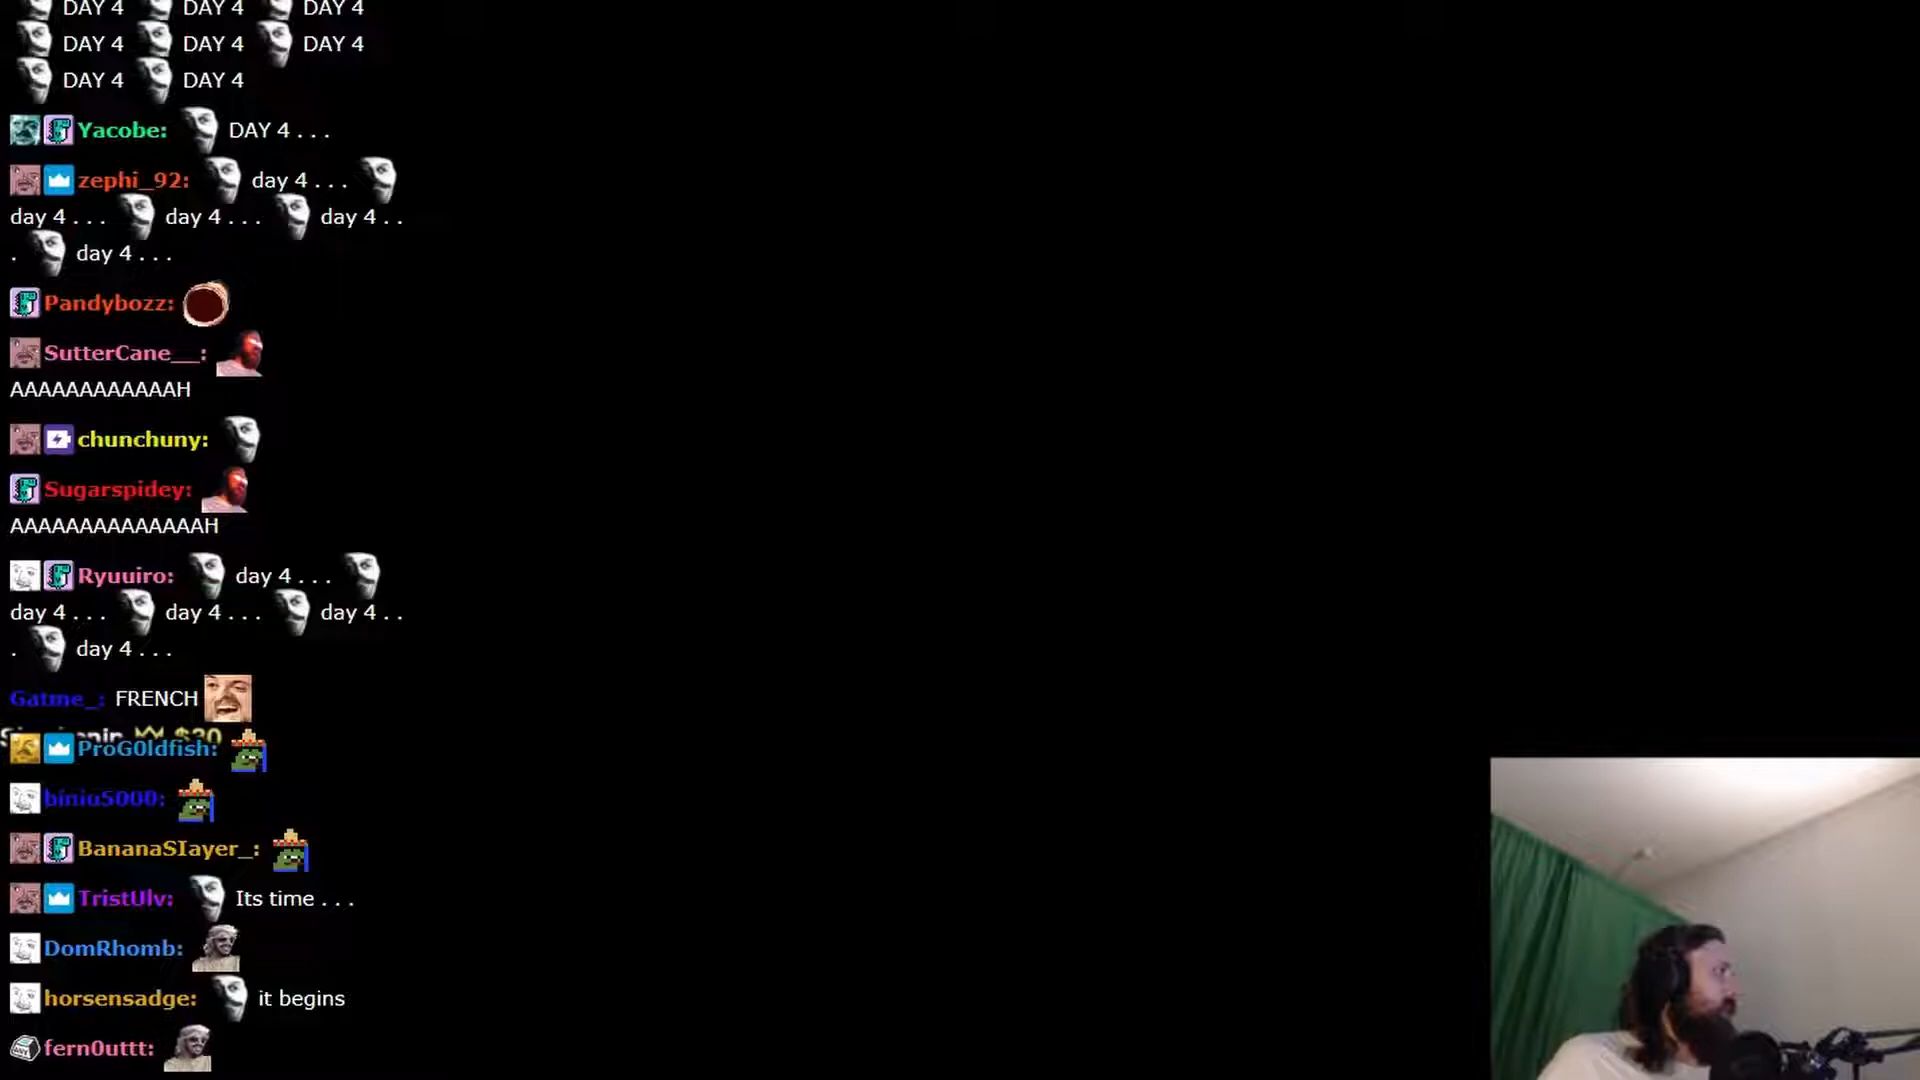 DAY 4 DAY 4 DAY 4
DAY 4 DAY 4 DAY 4
DAY 4 DAY 4
Yacobe: DAY 4 . . .
zephi_92: day 4 . . .
day 4 . . . day 4 . . . day 4 . .
. day 4 . . .
Pandybozz:
SutterCane__:
AAAAAAAAAAAAH
chunchuny:
Sugarspidey:
AAAAAAAAAAAAAAH
Ryuuiro: day 4 . . .
day 4 . . . day 4 . . . day 4 . .
. day 4 . . .
Gatme_: FRENCH
$20
ProG0ldfish:
biniu5000:
BananaSIayer_:
TristUlv: Its time . . .
DomRhomb:
horsensadge: it begins
fern0uttt: